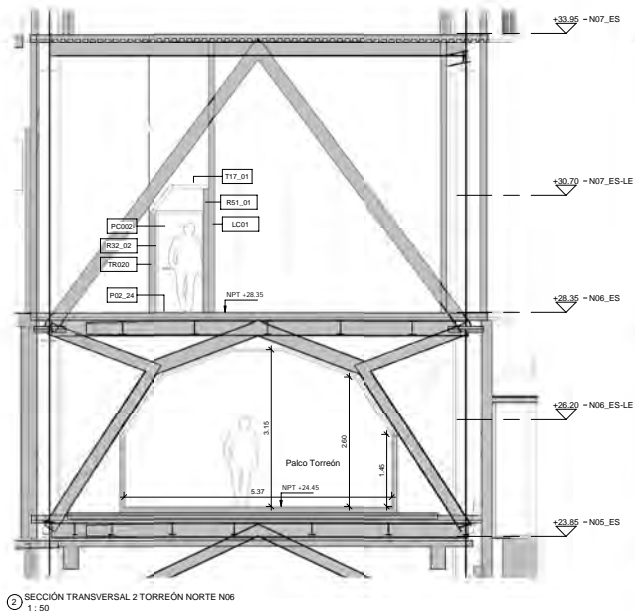 +33.95 - N07_ES
T17_01
+30.70 - N07_ES-LE
R51_01
PC002
LC01
R32_02
TR020
P02_24
NPT +28.35
+28.35 - N06_ES
3.15
2.60
+26.20 - N06_ES-LE
1.45
Palco Torreón
5.37
NPT +24.45
+23.85 - N05_ES
2 SECCIÓN TRANSVERSAL 2 TORREÓN NORTE N06
1 : 50